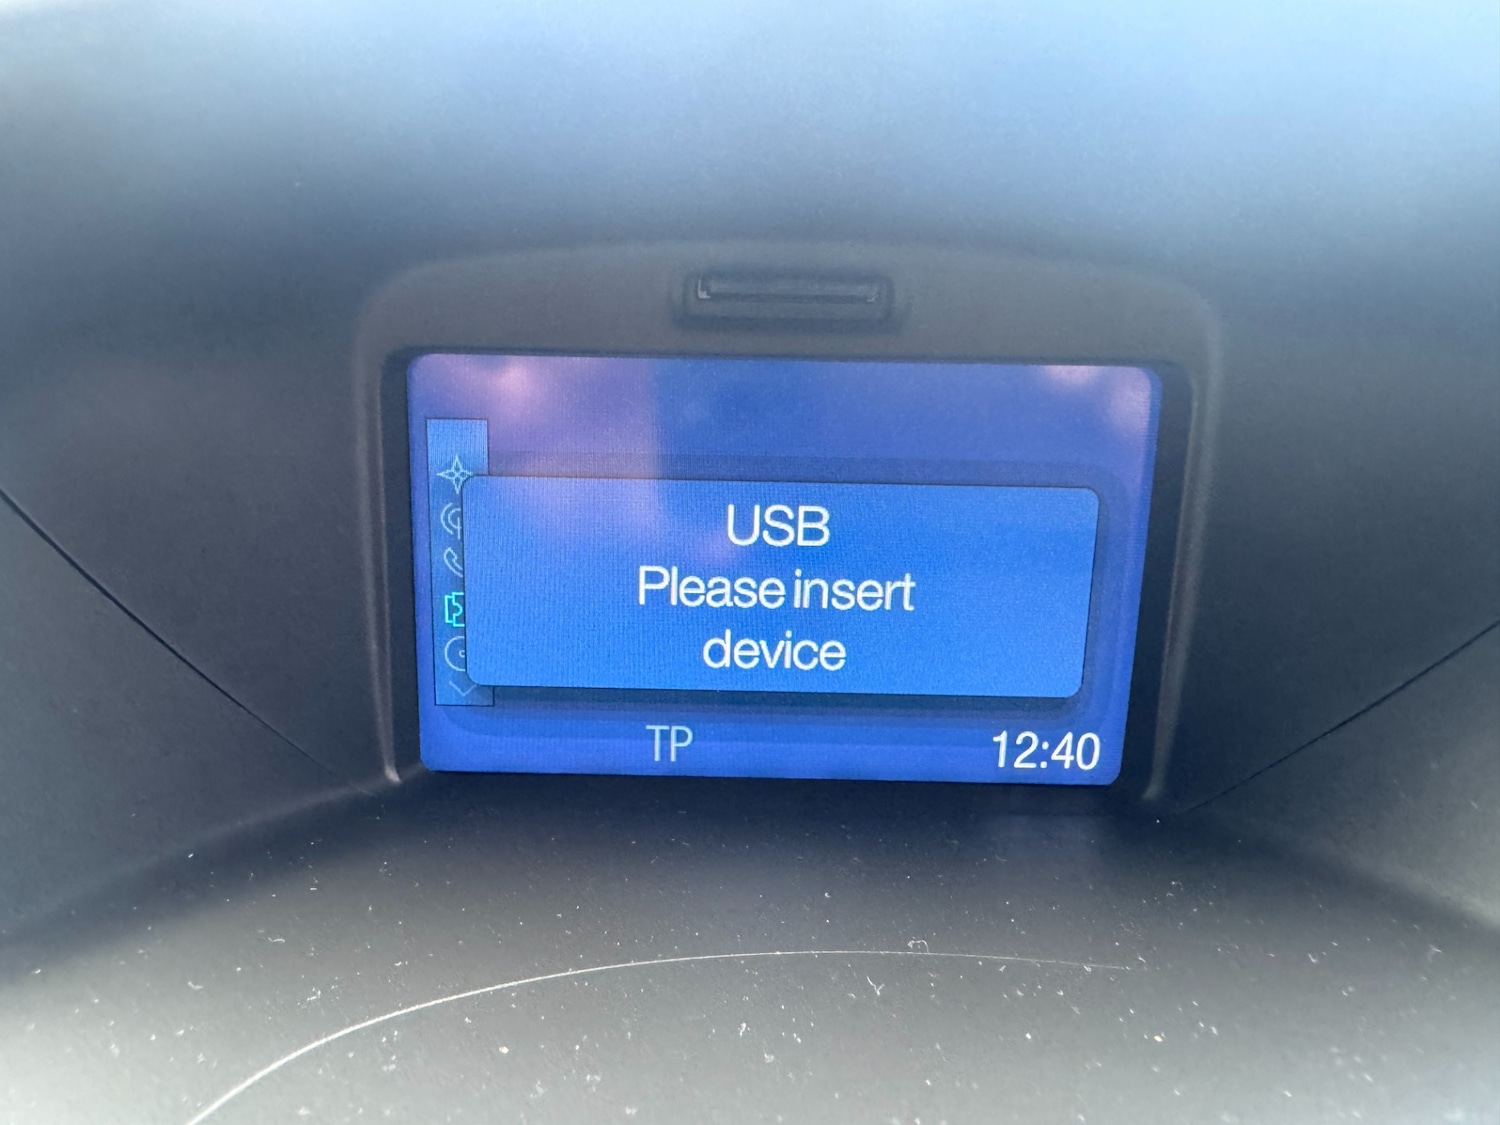 USB
Please insert
device
TP
12:40